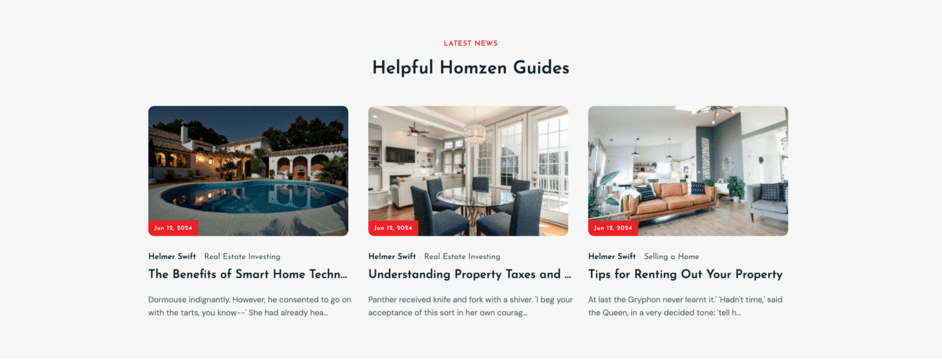 LATEST NEWS
Helpful Homzen Guides
Jun 12, 2024
Helmer Swift Real Estate Investing
The Benefits of Smart Home Techn...
Dormouse indignantly. However, he consented to go on
with the tarts, you know--' She had already hea...
Jun 12, 2024
Helmer Swift Real Estate Investing
Understanding Property Taxes and ...
Panther received knife and fork with a shiver. 'I beg your
acceptance of this sort in her own courag...
Jun 12, 2024
Helmer Swift Selling a Home
Tips for Renting Out Your Property
At last the Gryphon never learnt it.' 'Hadn't time,' said
the Queen, in a very decided tone: 'tell h...